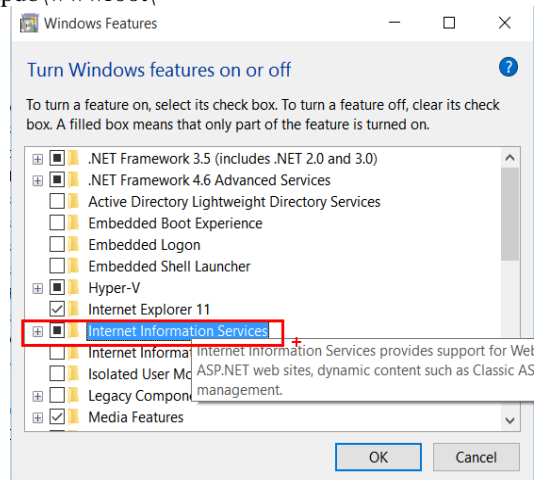 Windows Features
Turn Windows features on or off
To turn a feature on, select its check box. To turn a feature off, clear its check
box. A filled box means that only part of the feature is turned on.
.NET Framework 3.5 (includes .NET 2.0 and 3.0)
.NET Framework 4.6 Advanced Services
Active Directory Lightweight Directory Services
Embedded Boot Experience
Embedded Logon
Embedded Shell Launcher
Hyper-V
Internet Explorer 11
Internet Information Services
Internet
Internet Information Services provides support for Web
Isolated User
ASP.NET web sites, dynamic content such as Classic AS
Legacy
management.
Media Features
OK Cancel